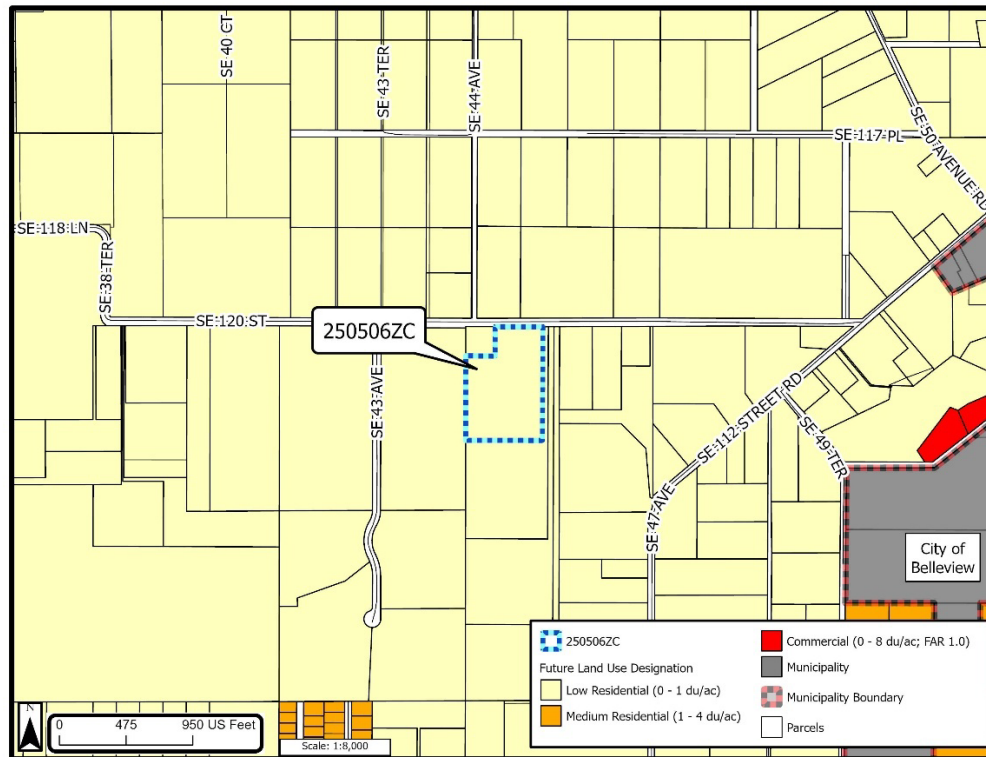 SE 40 CT
SE 43 TER
SE 44 AVE
SE 50 AVENUE RD
SE 117 PL
SE 118 LN
SE 38 TER
SE 120 ST
250506ZC
SE 43 AVE
SE 112 STREET RD
SE 49 TER
SE 47 AVE
City of
Belleview
N
0 475 950 US Feet
Scale: 1:8,000
250506ZC
Future Land Use Designation
Low Residential (0 - 1 du/ac)
Medium Residential (1 - 4 du/ac)
Commercial (0 - 8 du/ac; FAR 1.0)
Municipality
Municipality Boundary
Parcels